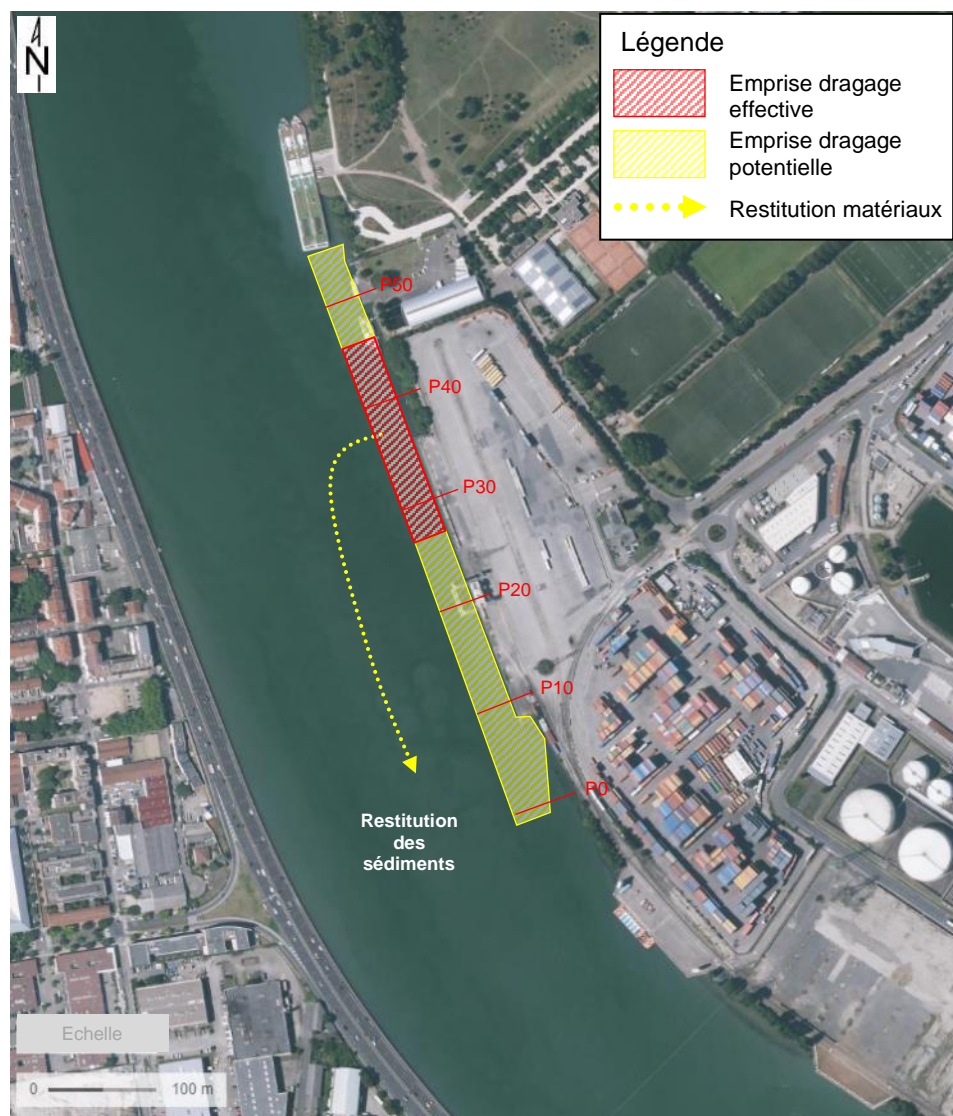 N
Légende
Emprise dragage
effective
Emprise dragage
potentielle
Restitution matériaux
P50
P40
P30
P20
P10
P0
Restitution
des
sédiments
Echelle
0 100 m